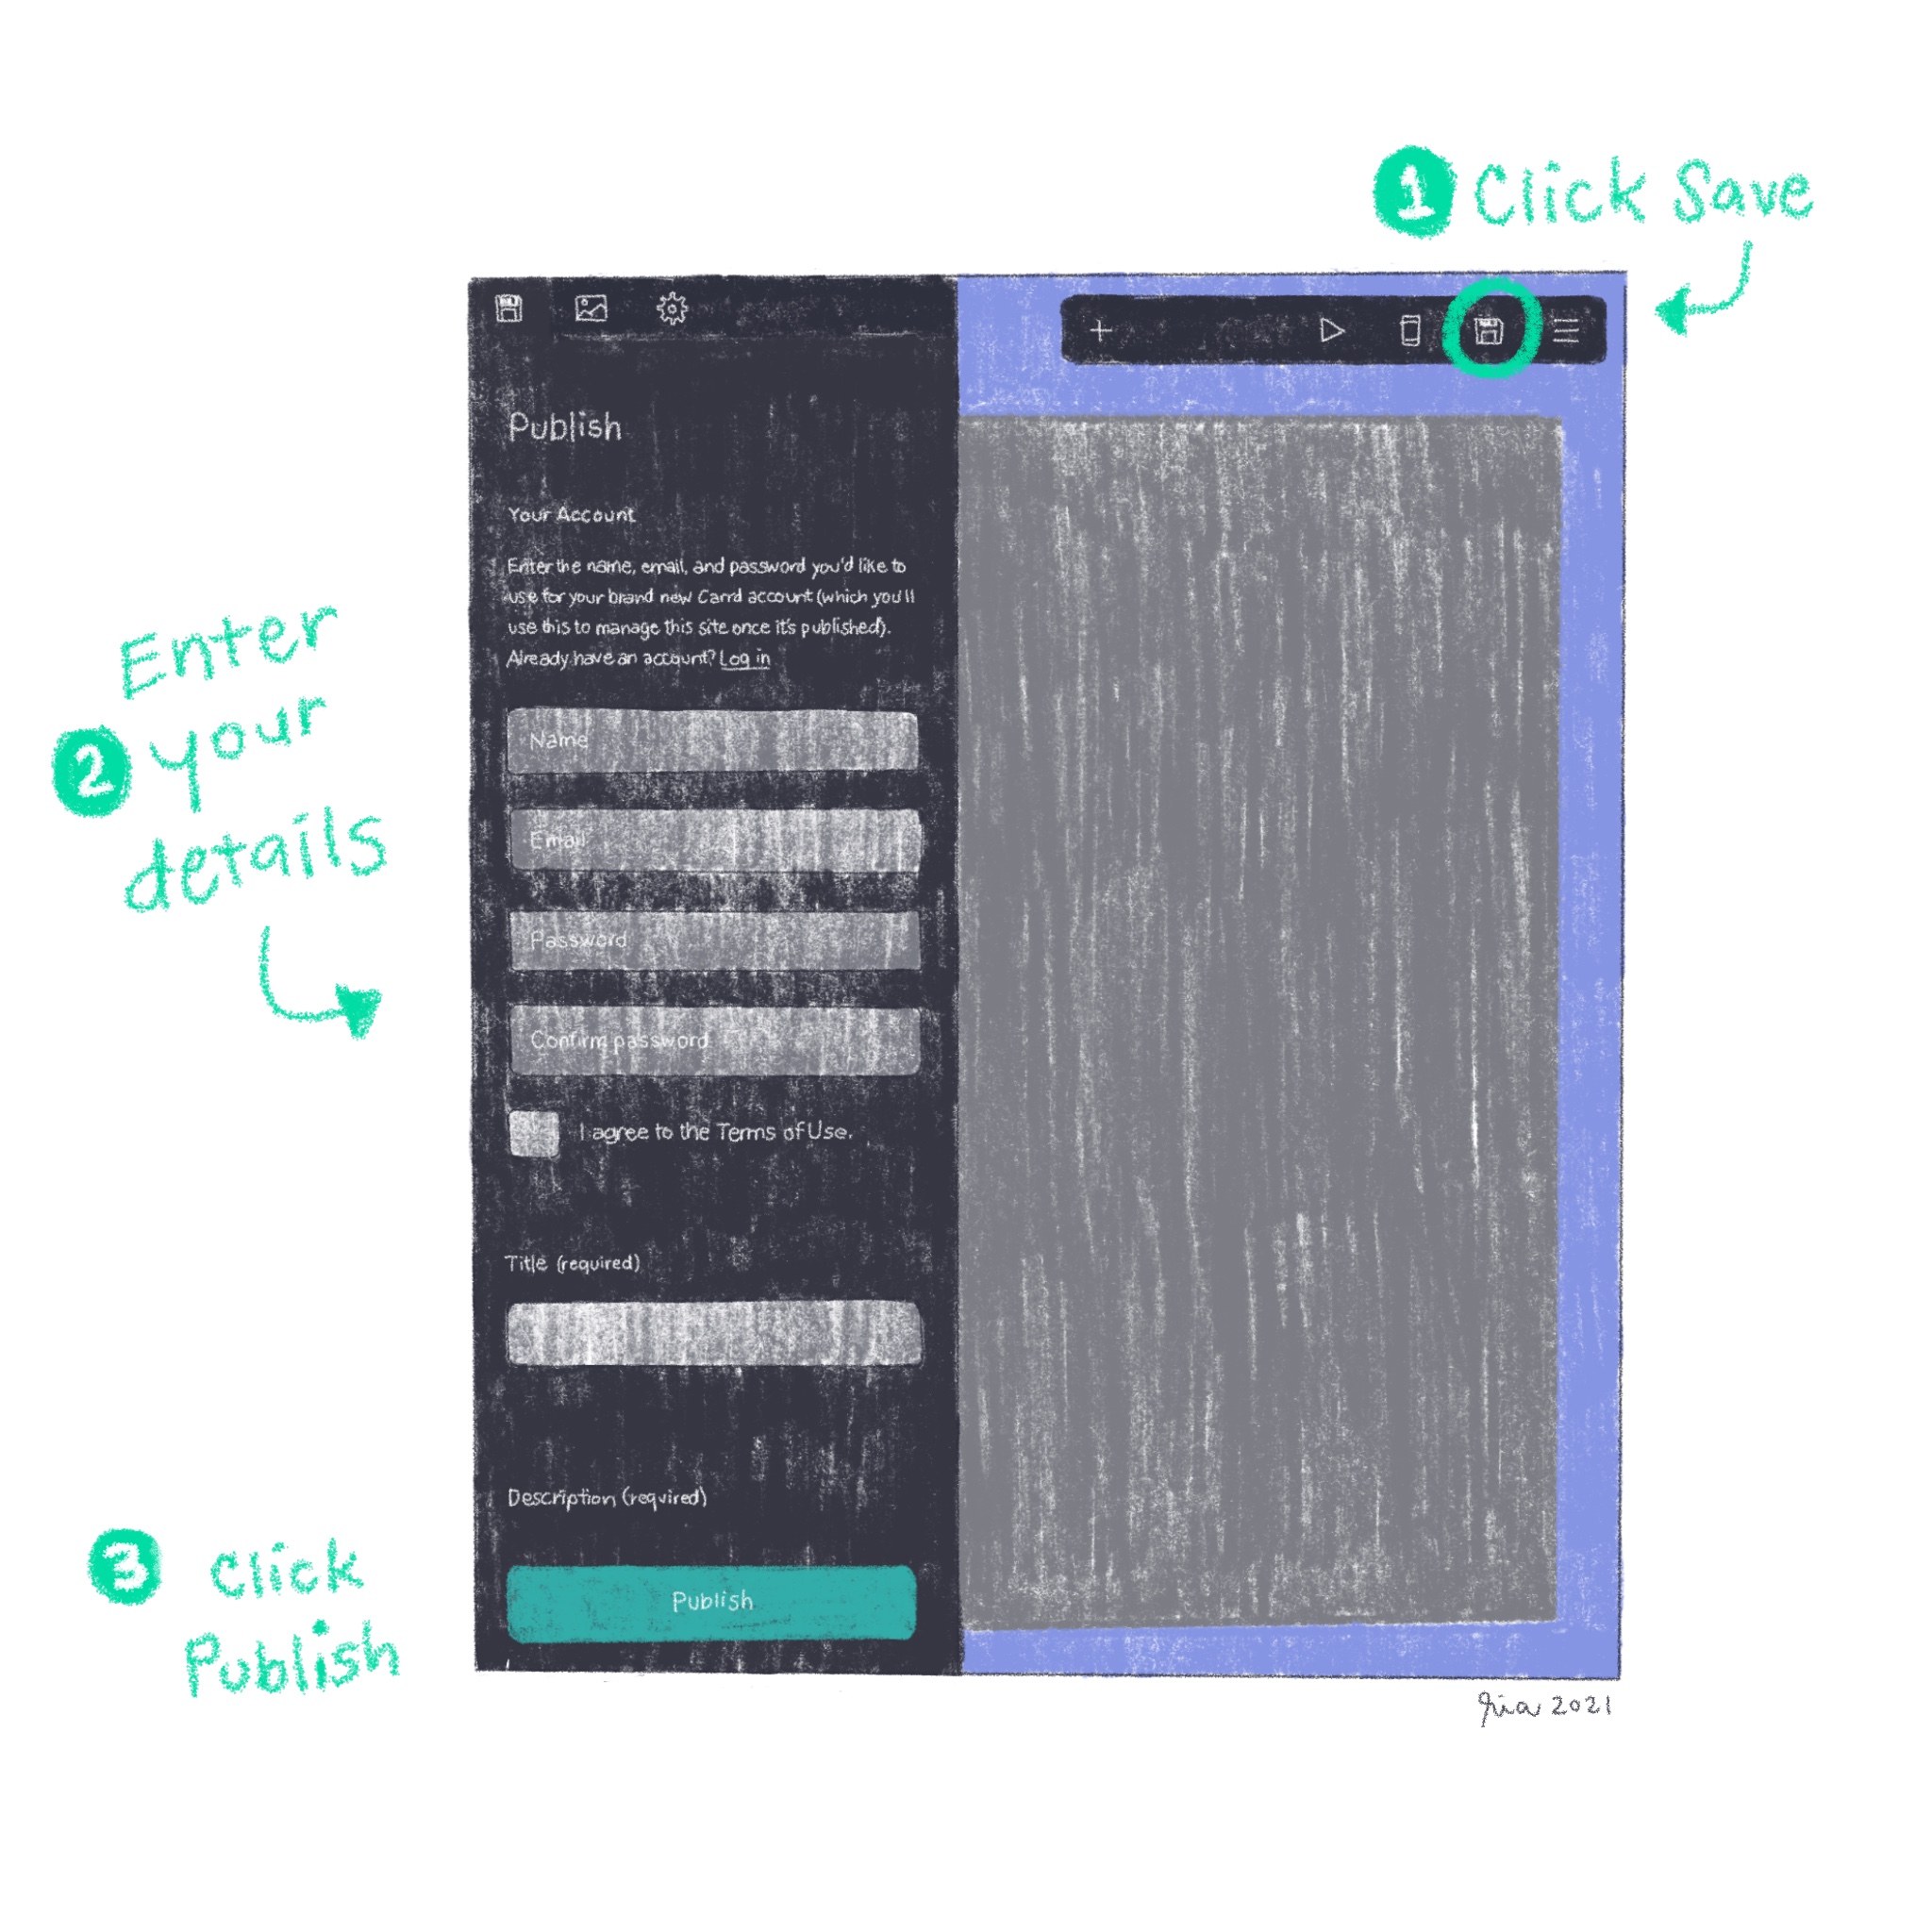 1 Click Save
Publish
Your Account
Enter the name, email, and password you'd like to
use for your brand new Carrd account (which you'll
use this to manage this site once it's published).
Already have an account? Log in
Enter
2 your
details
Name
Email
Password
Confirm password
I agree to the Terms of Use.
Title (required)
Description (required)
3 Click
Publish
Publish
2021